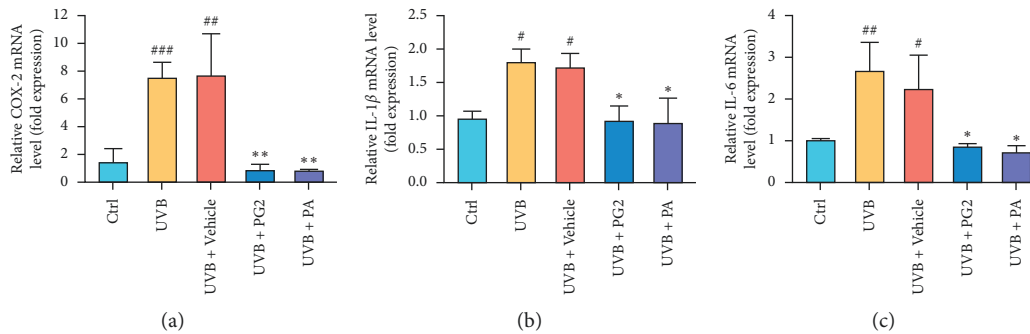 Relative COX-2 mRNA
level (fold expression)
12
10
8
6
4
2
0
###
##
**
**
Ctrl
UVB
UVB + Vehicle
UVB + PG2
UVB + PA
(a)
Relative IL-1β mRNA level
(fold expression)
2.5
2.0
1.5
1.0
0.5
0.0
#
#
*
*
Ctrl
UVB
UVB + Vehicle
UVB + PG2
UVB + PA
(b)
Relative IL-6 mRNA
level (fold expression)
4
3
2
1
0
##
#
*
*
Ctrl
UVB
UVB + Vehicle
UVB + PG2
UVB + PA
(c)